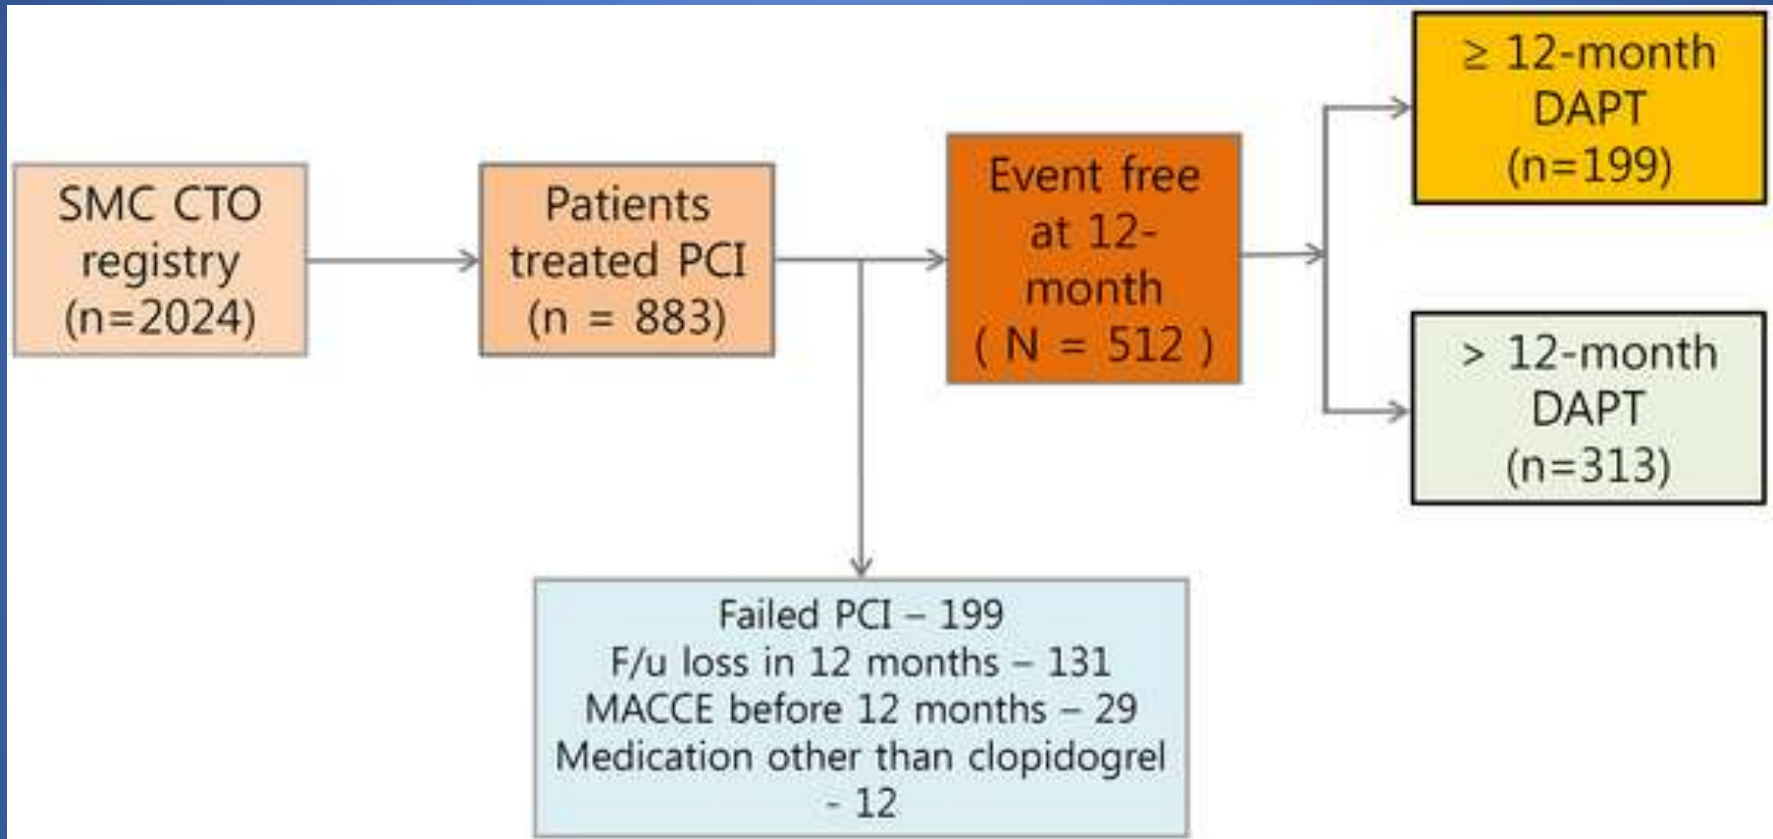 SMC CTO
registry
(n=2024)
Patients
treated PCI
(n = 883)
Event free
at 12-
month
( N = 512 )
≥ 12-month
DAPT
(n=199)
> 12-month
DAPT
(n=313)
Failed PCI – 199
F/u loss in 12 months – 131
MACCE before 12 months – 29
Medication other than clopidogrel
- 12